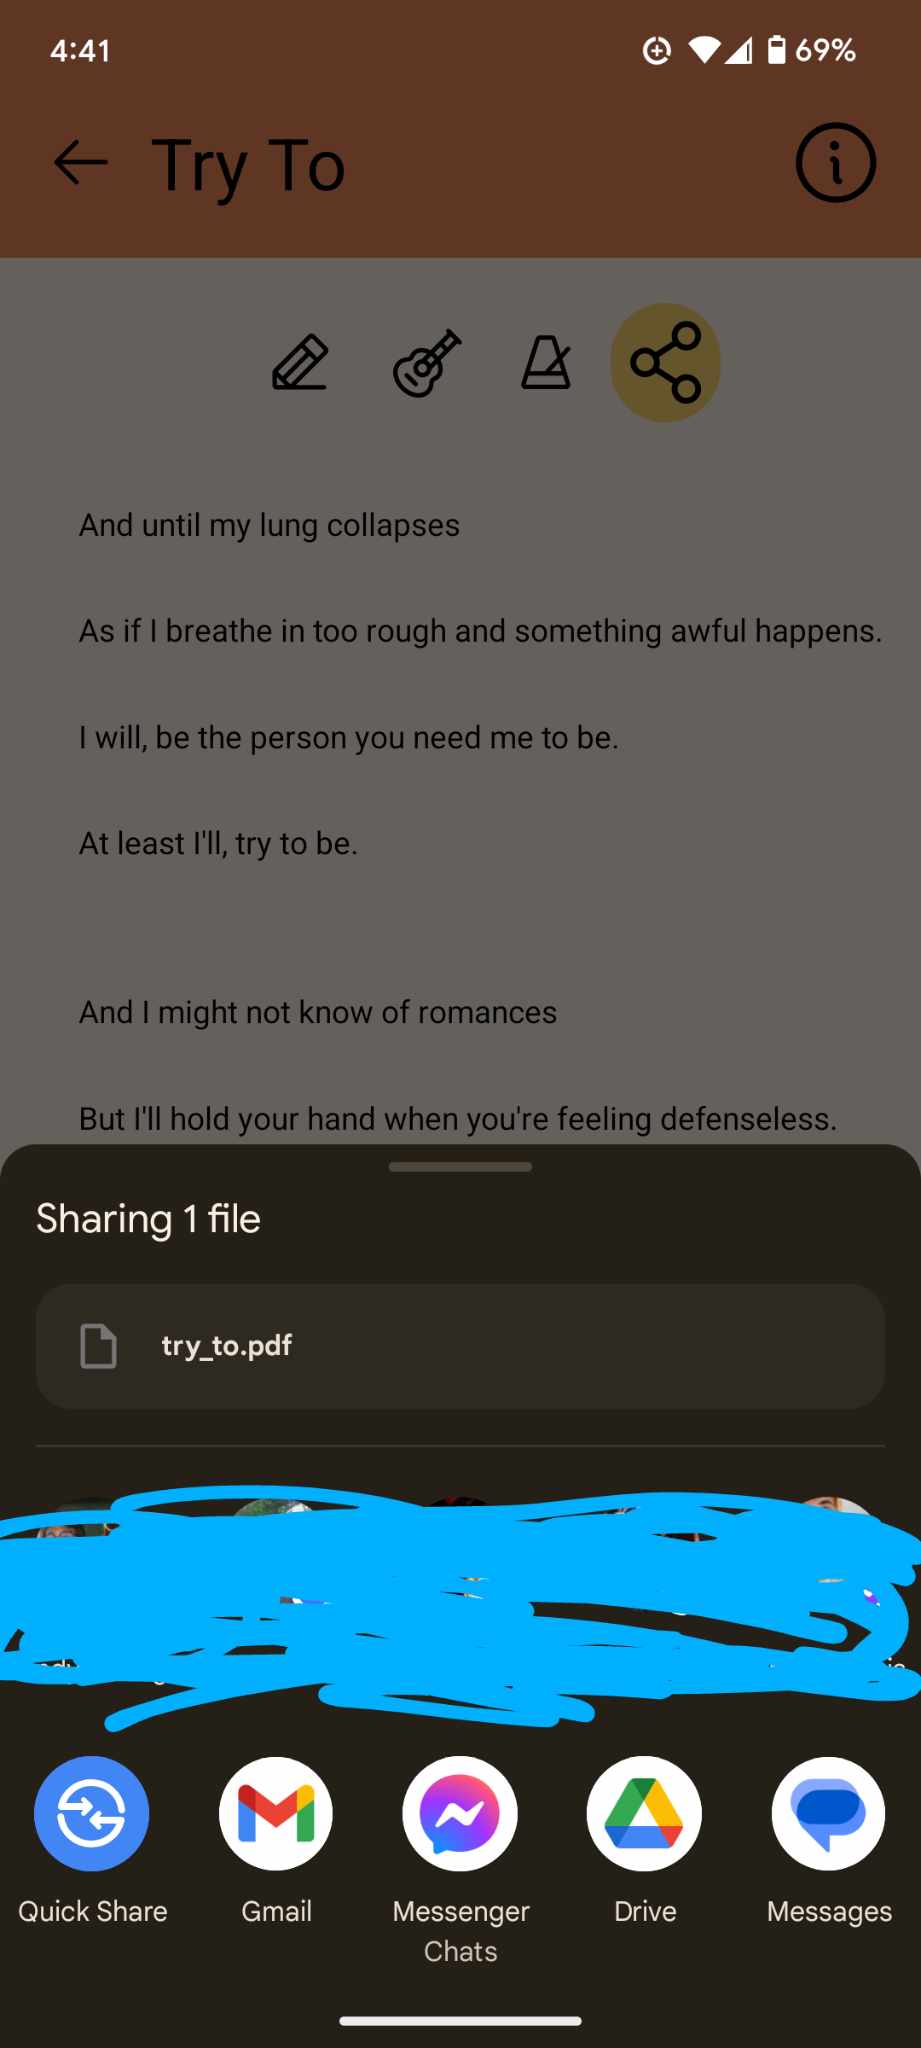 4:41
69%
Try To
And until my lung collapses
As if I breathe in too rough and something awful happens.
I will, be the person you need me to be.
At least I'll, try to be.
And I might not know of romances
But I'll hold your hand when you're feeling defenseless.
Sharing 1 file
try_to.pdf
Quick Share
Gmail
Messenger
Chats
Drive
Messages